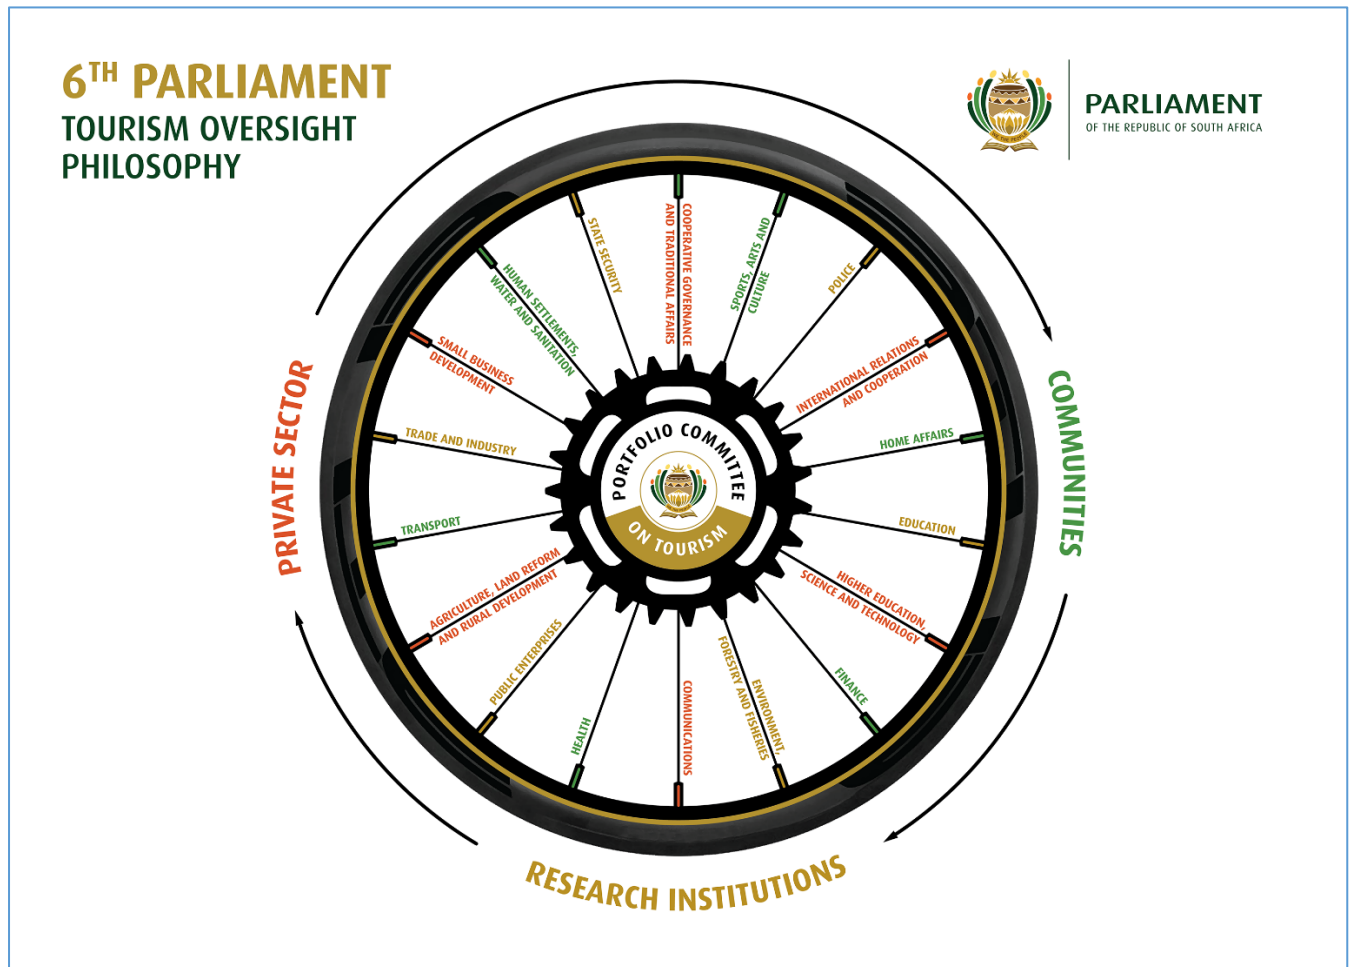 6TH PARLIAMENT
TOURISM OVERSIGHT
PHILOSOPHY
PARLIAMENT
OF THE REPUBLIC OF SOUTH AFRICA
COOPERATIVE GOVERNANCE
AND TRADITIONAL AFFAIRS
SPORTS, ARTS AND
CULTURE
POLICE
INTERNATIONAL RELATIONS
AND COOPERATION
HOME AFFAIRS
EDUCATION
HIGHER EDUCATION,
SCIENCE AND TECHNOLOGY
FINANCE
ENVIRONMENT,
FORESTRY AND FISHERIES
COMMUNICATIONS
HEALTH
PUBLIC ENTERPRISES
AGRICULTURE, LAND REFORM
AND RURAL DEVELOPMENT
TRANSPORT
TRADE AND INDUSTRY
SMALL BUSINESS
DEVELOPMENT
HUMAN SETTLEMENTS,
WATER AND SANITATION
STATE SECURITY
PORTFOLIO COMMITTEE
ON TOURISM
COMMUNITIES
RESEARCH INSTITUTIONS
PRIVATE SECTOR